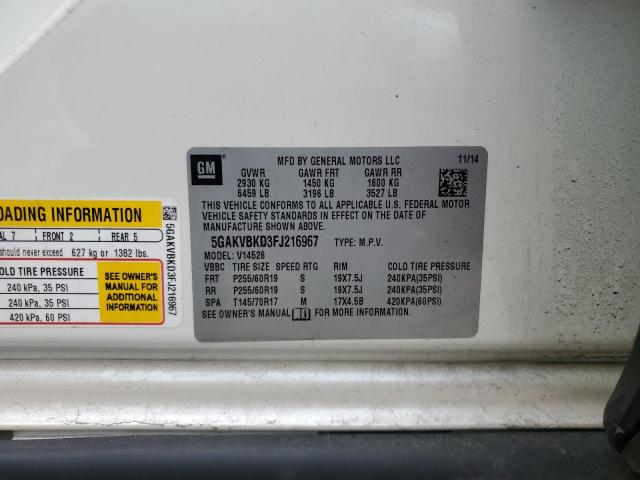 GM
MFD BY GENERAL MOTORS LLC
11/14
GVWR GAWR FRT GAWR RR
2930 KG 1450 KG 1600 KG
6459 LB 3196 LB 3527 LB
THIS VEHICLE CONFORMS TO ALL APPLICABLE U.S. FEDERAL MOTOR
VEHICLE SAFETY STANDARDS IN EFFECT ON THE DATE OF
MANUFACTURE SHOWN ABOVE.
5GAKVBKD3FJ216967 TYPE: M.P.V.
MODEL: V14526
VBBC TIRE SIZE SPEED RTG RIM COLD TIRE PRESSURE
FRT P255/60R19 S 19X7.5J 240KPA(35PSI)
RR P255/60R19 S 19X7.5J 240KPA(35PSI)
SPA T145/70R17 M 17X4.5B 420KPA(60PSI)
SEE OWNER'S MANUAL FOR MORE INFORMATION.
OADING INFORMATION
AL 7 FRONT 2 REAR 5
should never exceed 627 kg or 1382 lbs.
COLD TIRE PRESSURE
240 kPa, 35 PSI
240 kPa, 35 PSI
420 kPa, 60 PSI
SEE OWNER'S
MANUAL FOR
ADDITIONAL
INFORMATION
5GAKVBKD3FJ216967